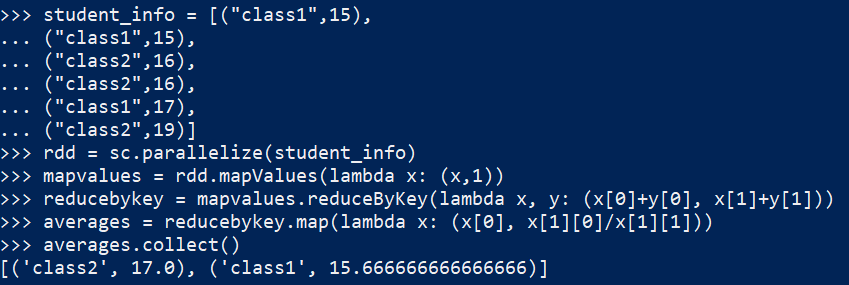 >>> student_info = [("class1",15),
... ("class1",15),
... ("class2",16),
... ("class2",16),
... ("class1",17),
... ("class2",19)]
>>> rdd = sc.parallelize(student_info)
>>> mapvalues = rdd.mapValues(lambda x: (x,1))
>>> reducebykey = mapvalues.reduceByKey(lambda x, y: (x[0]+y[0], x[1]+y[1]))
>>> averages = reducebykey.map(lambda x: (x[0], x[1][0]/x[1][1]))
>>> averages.collect()
[('class2', 17.0), ('class1', 15.666666666666666)]